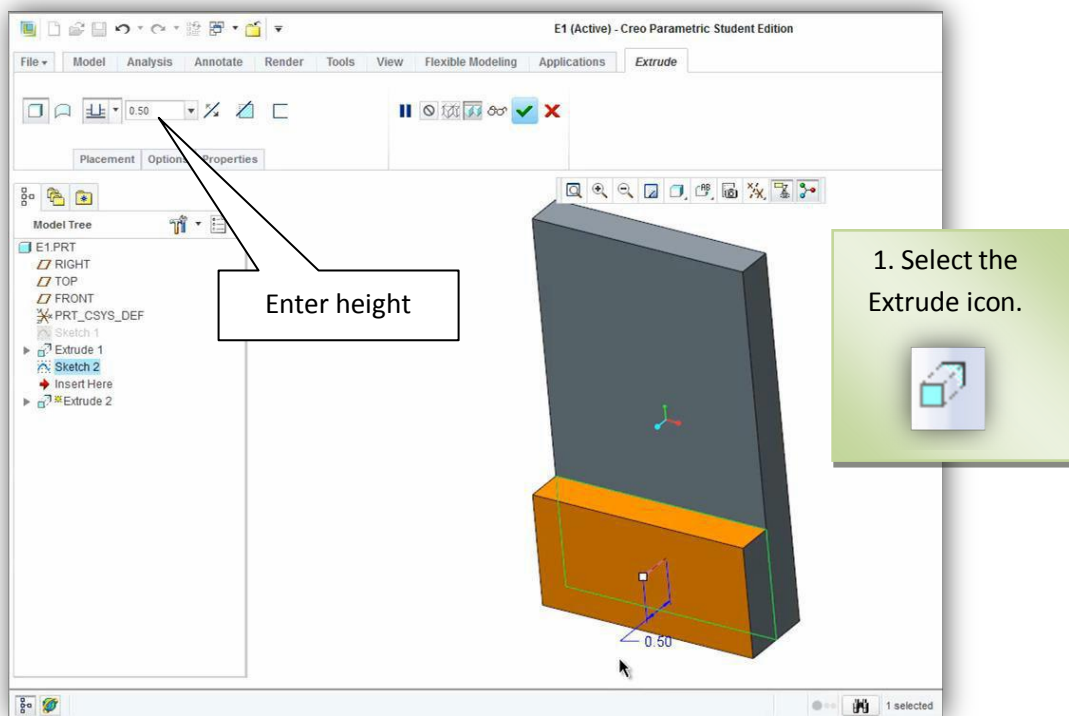 E1 (Active) - Creo Parametric Student Edition
File Model Analysis Annotate Render Tools View Flexible Modeling Applications Extrude
0.50
Placement Options Properties
Model Tree
E1.PRT
RIGHT
TOP
FRONT
PRT_CSYS_DEF
Sketch 1
Extrude 1
Sketch 2
Insert Here
Extrude 2
Enter height
1. Select the
Extrude icon.
0.50
1 selected